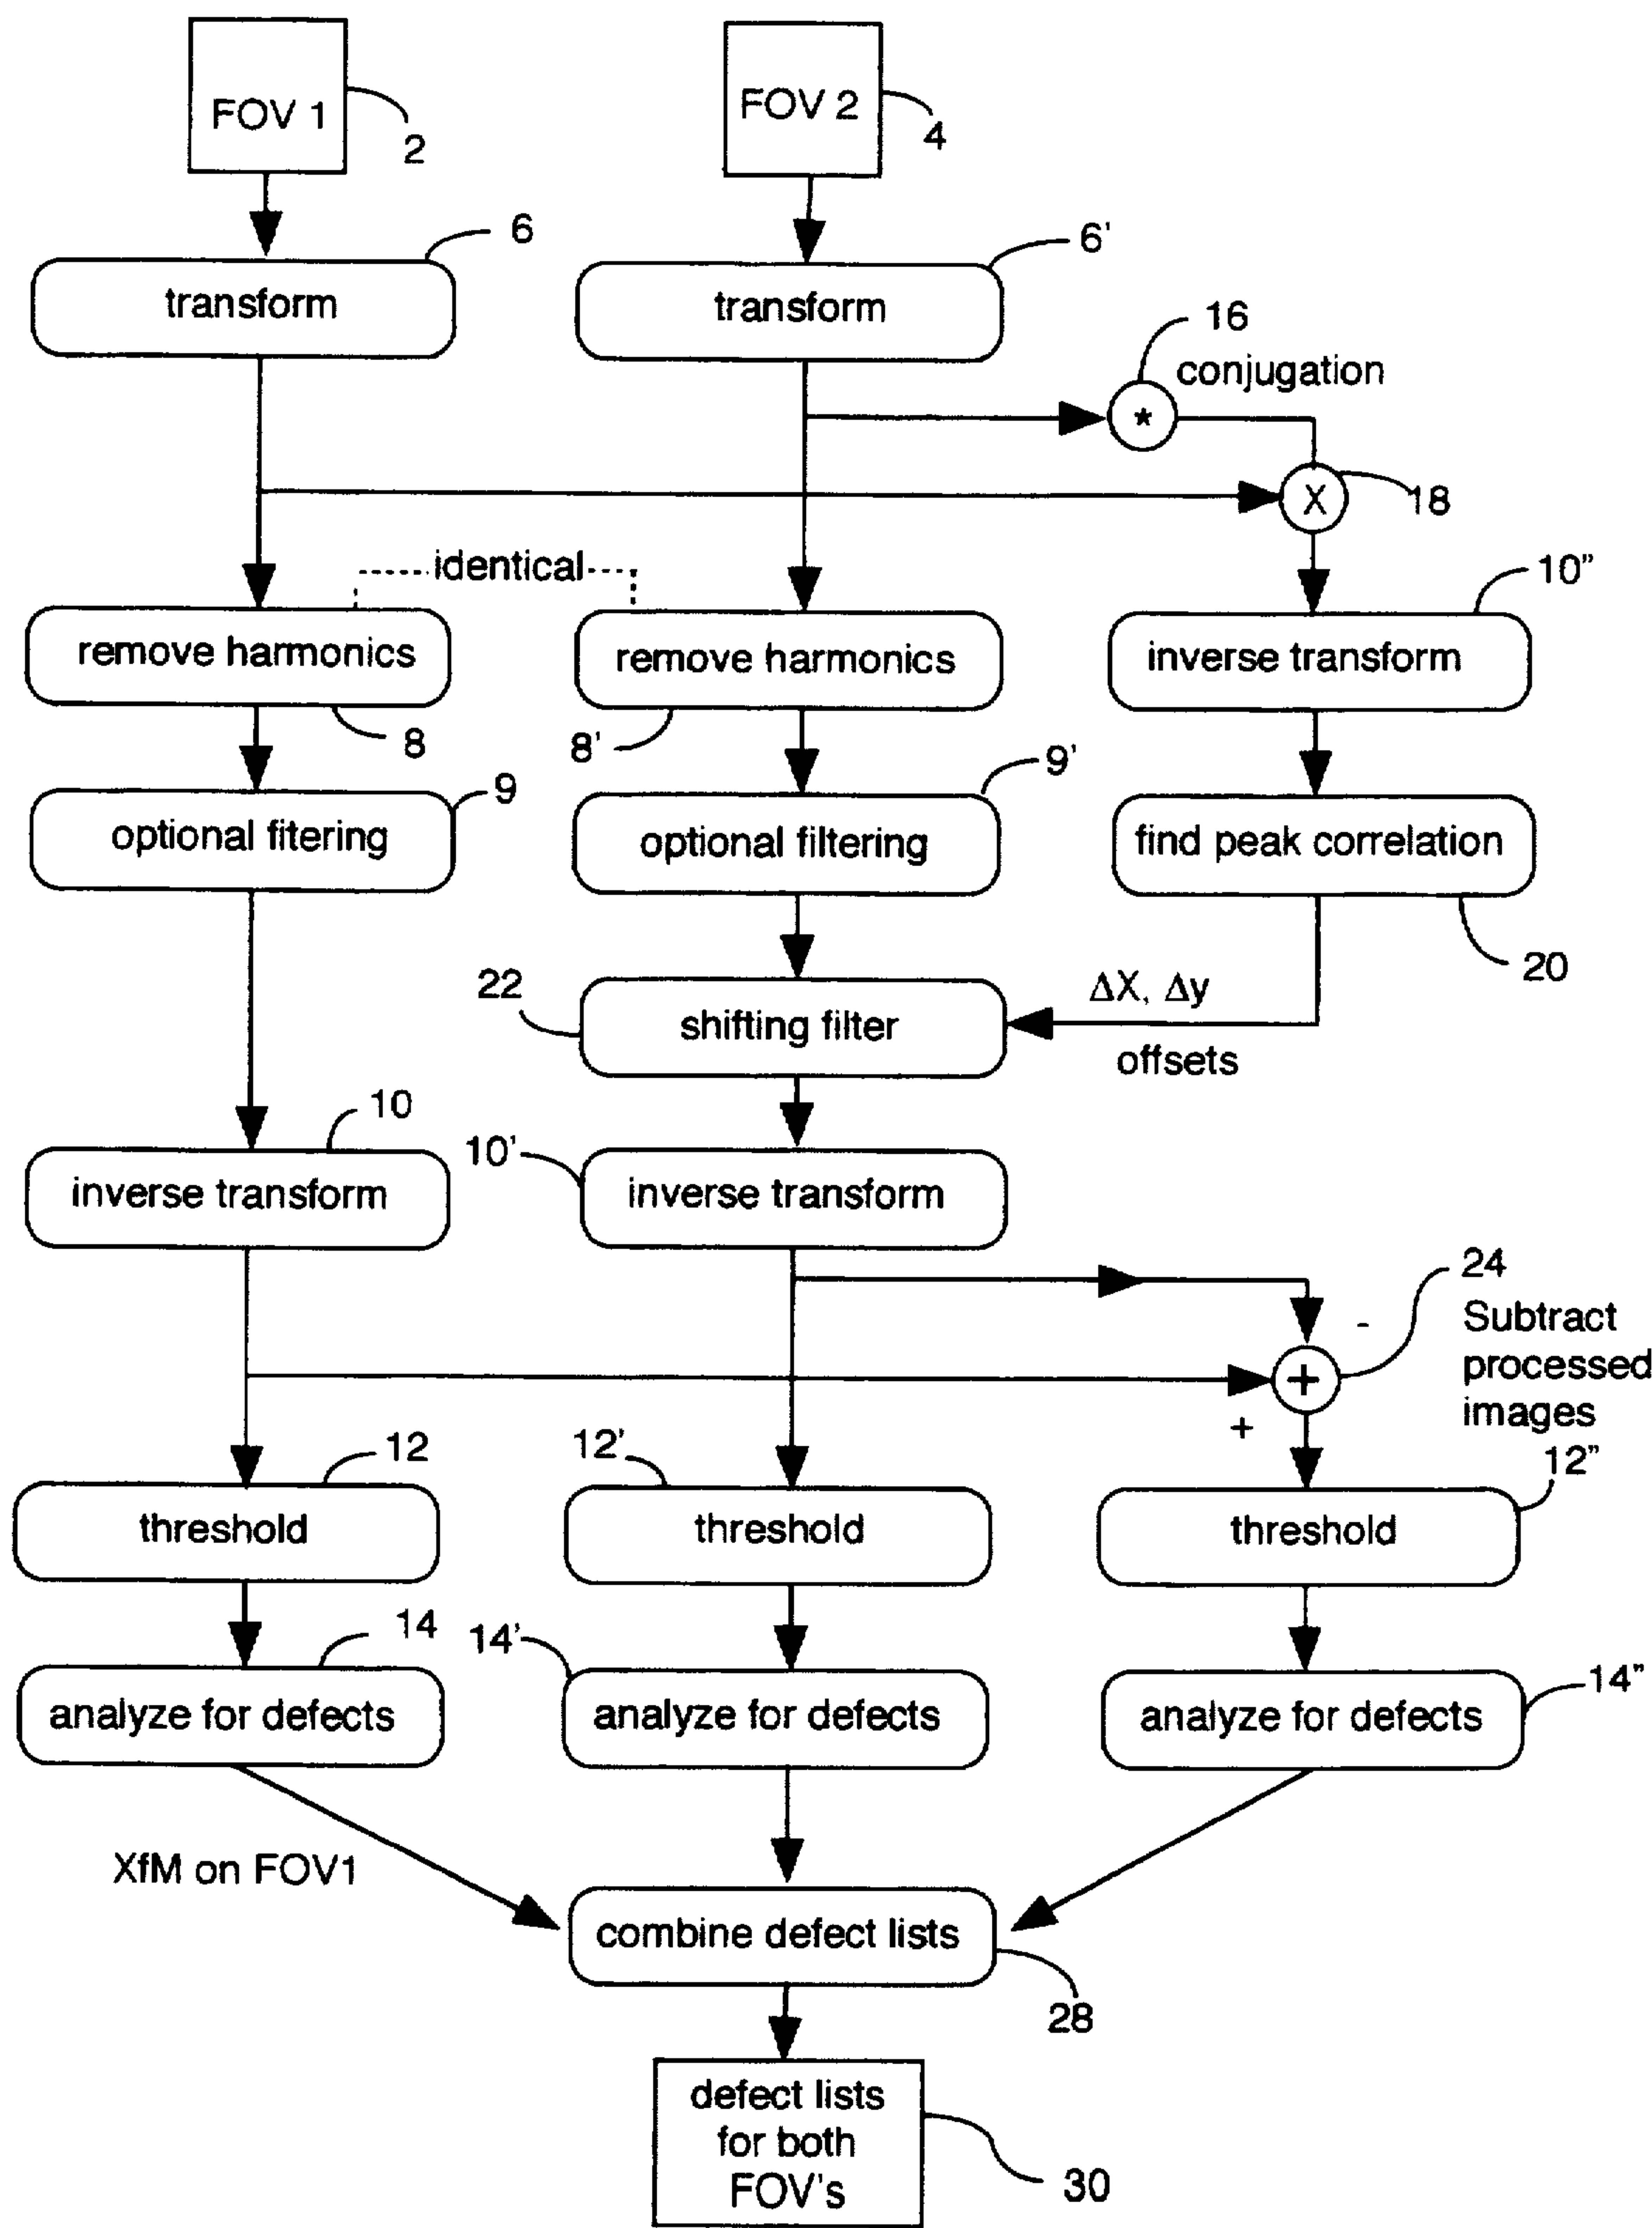 FOV 1
2
FOV 2
4
6
transform
6'
transform
16
conjugation
*
X
18
identical
10"
remove harmonics
remove harmonics
inverse transform
8
8'
9
9'
optional fitering
optional filtering
find peak correlation
20
22
ΔX, Δy
shifting filter
offsets
10
10'
inverse transform
inverse transform
24
-
Subtract
processed
images
+
+
12
12'
12"
threshold
threshold
threshold
14
14'
14"
analyze for defects
analyze for defects
analyze for defects
XfM on FOV1
combine defect lists
28
defect lists
for both
FOV's
30